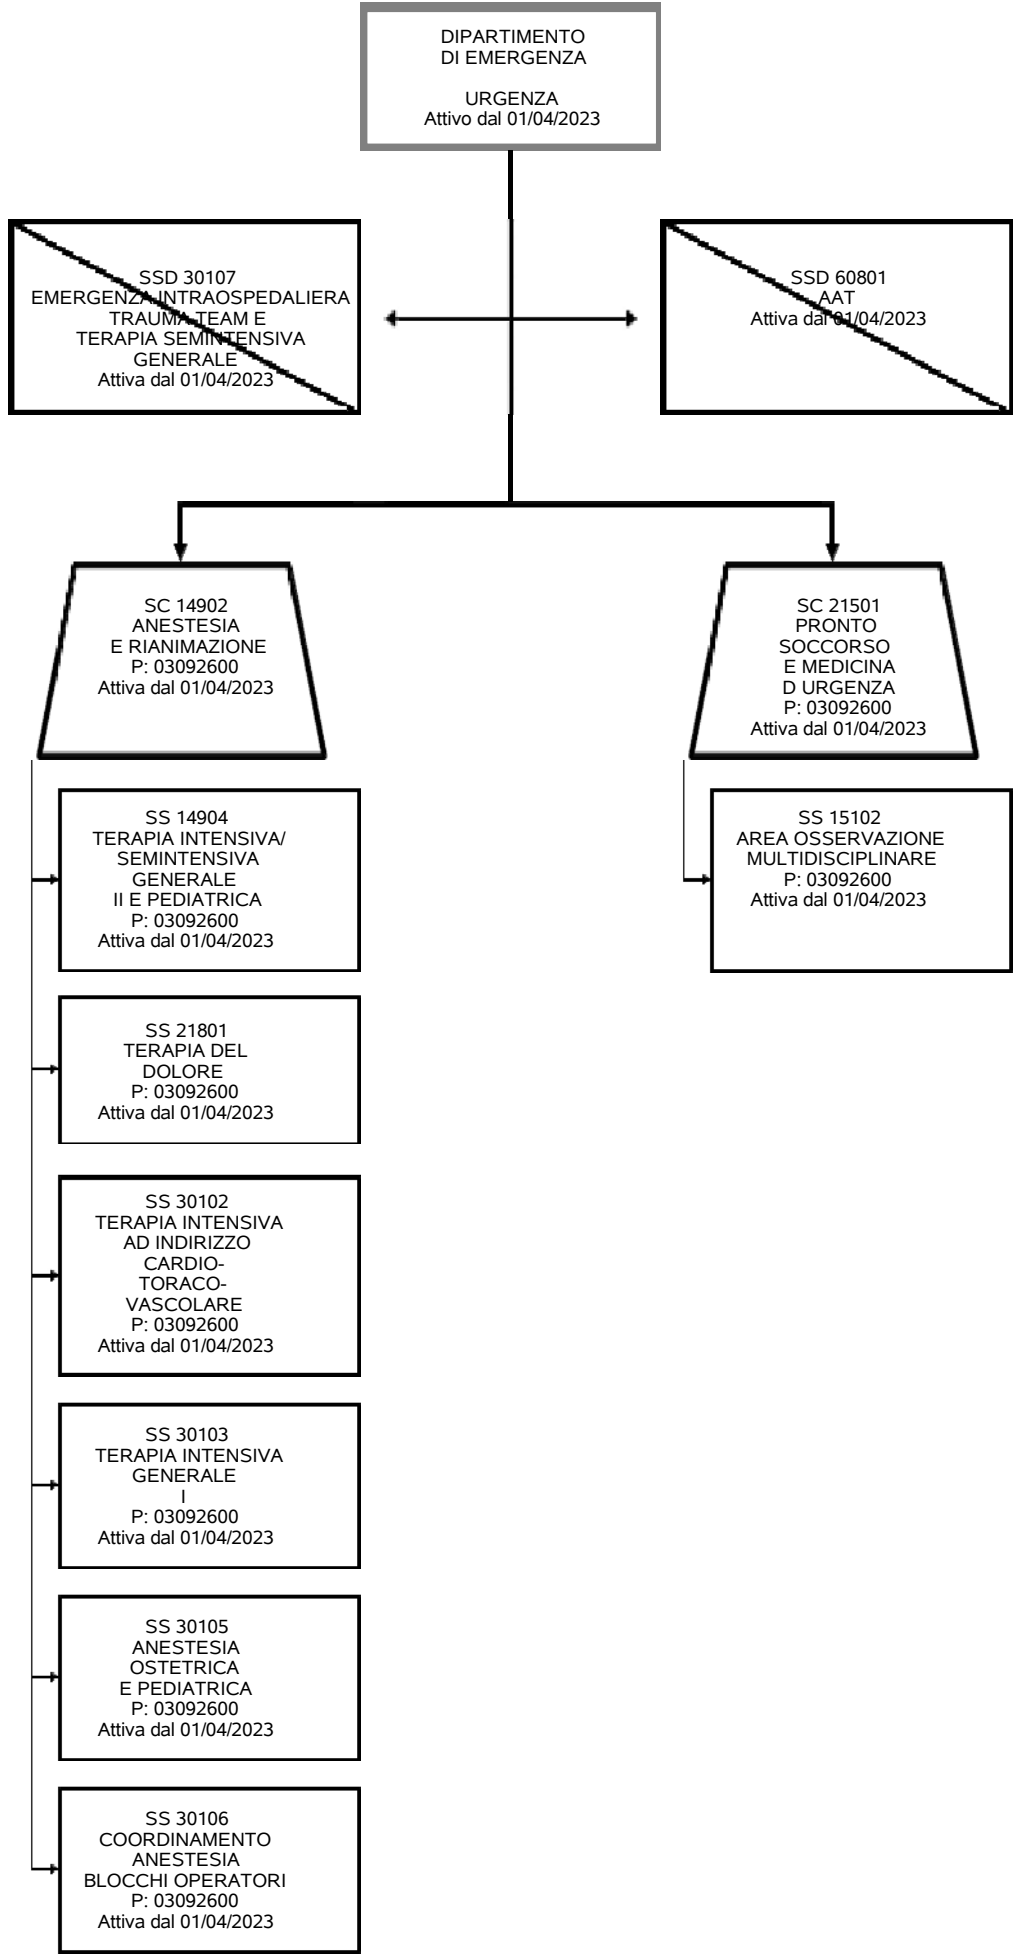 DIPARTIMENTO
DI EMERGENZA
URGENZA
Attivo dal 01/04/2023
SSD 30107
EMERGENZA INTRAOSPEDALIERA
TRAUMA TEAM E
TERAPIA SEMINTENSIVA
GENERALE
Attiva dal 01/04/2023
SSD 60801
AAT
Attiva dal 01/04/2023
SC 14902
ANESTESIA
E RIANIMAZIONE
P: 03092600
Attiva dal 01/04/2023
SC 21501
PRONTO
SOCCORSO
E MEDICINA
D URGENZA
P: 03092600
Attiva dal 01/04/2023
SS 14904
TERAPIA INTENSIVA/
SEMINTENSIVA
GENERALE
II E PEDIATRICA
P: 03092600
Attiva dal 01/04/2023
SS 15102
AREA OSSERVAZIONE
MULTIDISCIPLINARE
P: 03092600
Attiva dal 01/04/2023
SS 21801
TERAPIA DEL
DOLORE
P: 03092600
Attiva dal 01/04/2023
SS 30102
TERAPIA INTENSIVA
AD INDIRIZZO
CARDIO-
TORACO-
VASCOLARE
P: 03092600
Attiva dal 01/04/2023
SS 30103
TERAPIA INTENSIVA
GENERALE
I
P: 03092600
Attiva dal 01/04/2023
SS 30105
ANESTESIA
OSTETRICA
E PEDIATRICA
P: 03092600
Attiva dal 01/04/2023
SS 30106
COORDINAMENTO
ANESTESIA
BLOCCHI OPERATORI
P: 03092600
Attiva dal 01/04/2023